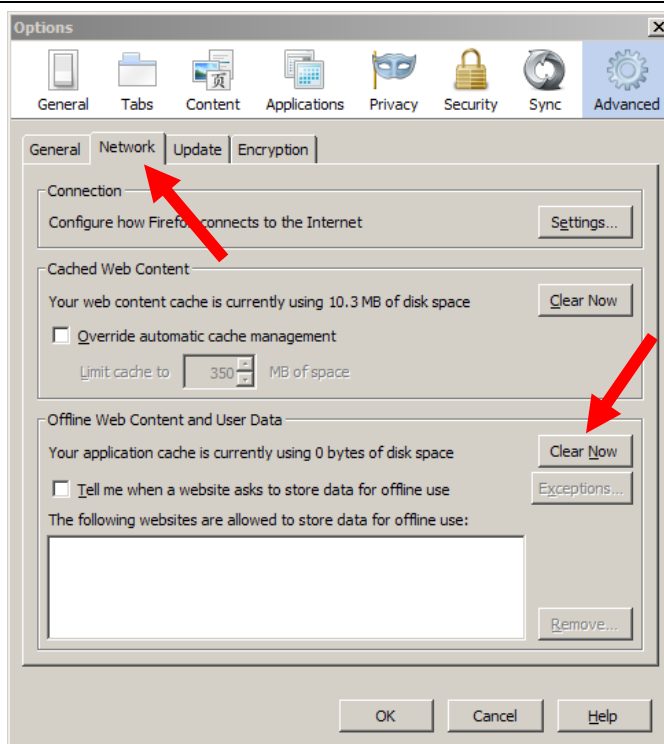 Options
General Tabs Content Applications Privacy Security Sync Advanced
页
General Network Update Encryption
Connection
Configure how Firefox connects to the Internet Settings...
Cached Web Content
Your web content cache is currently using 10.3 MB of disk space Clear Now
Override automatic cache management
Limit cache to 350 MB of space
Offline Web Content and User Data
Your application cache is currently using 0 bytes of disk space Clear Now
Tell me when a website asks to store data for offline use Exceptions...
The following websites are allowed to store data for offline use:
Remove...
OK Cancel Help